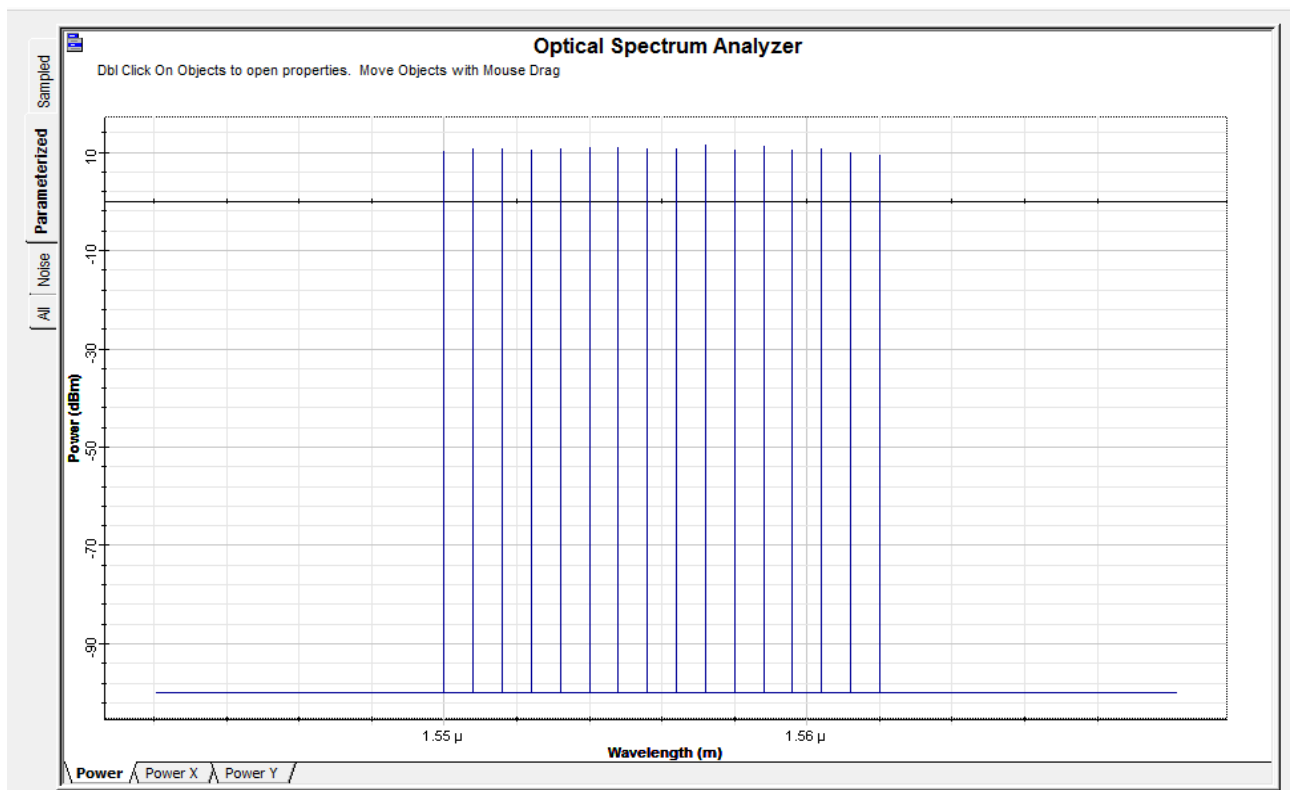 Optical Spectrum Analyzer
Dbl Click On Objects to open properties. Move Objects with Mouse Drag
Sampled
Parameterized
Noise
All
Power (dBm)
10
-10
-30
-50
-70
-90
1.55 µ
1.56 µ
Wavelength (m)
Power
Power X
Power Y